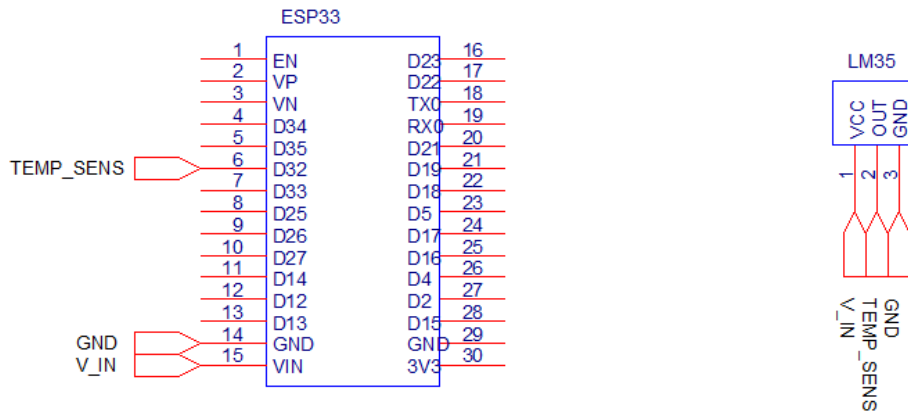 ESP33
1 EN D23 16
2 VP D22 17
3 VN TX0 18
4 D34 RX0 19
5 D35 D21 20
TEMP_SENS 6 D32 D19 21
7 D33 D18 22
8 D25 D5 23
9 D26 D17 24
10 D27 D16 25
11 D14 D4 26
12 D12 D2 27
13 D13 D15 28
GND 14 GND GND 29
V_IN 15 VIN 3V3 30
LM35
VCC
OUT
GND
1
2
3
V_IN
TEMP_SENS
GND